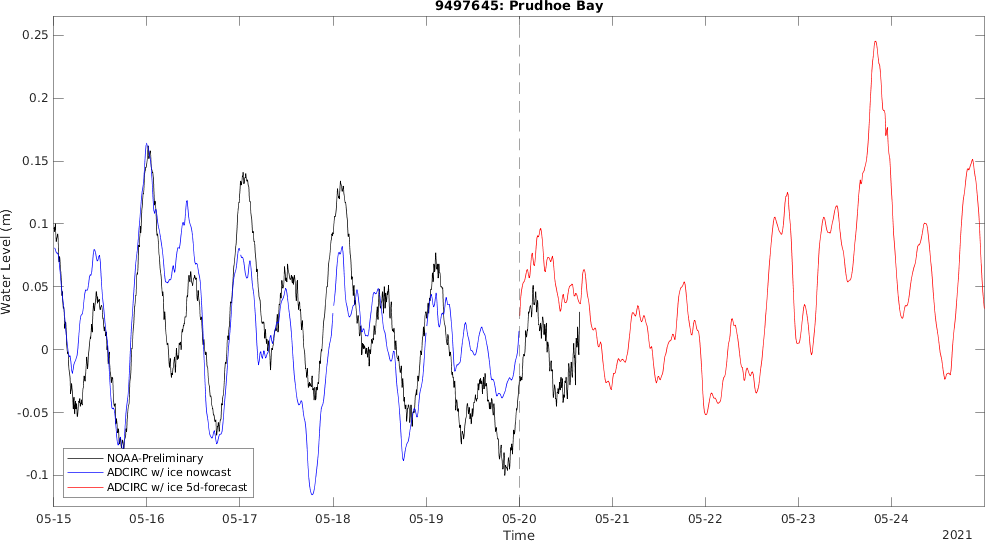 9497645: Prudhoe Bay
Water Level (m)
0.25
0.2
0.15
0.1
0.05
0
-0.05
-0.1
NOAA-Preliminary
ADCIRC w/ ice nowcast
ADCIRC w/ ice 5d-forecast
05-15 05-16 05-17 05-18 05-19 05-20 05-21 05-22 05-23 05-24
Time
2021